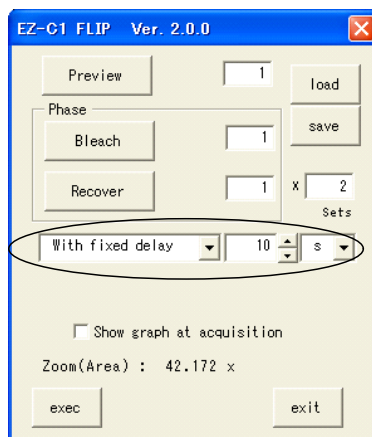 EZ-C1 FLIP Ver. 2.0.0
Preview 1 load
Phase
Bleach 1 save
Recover 1 x 2
Sets
With fixed delay 10 s
Show graph at acquisition
Zoom(Area) : 42.172 x
exec exit